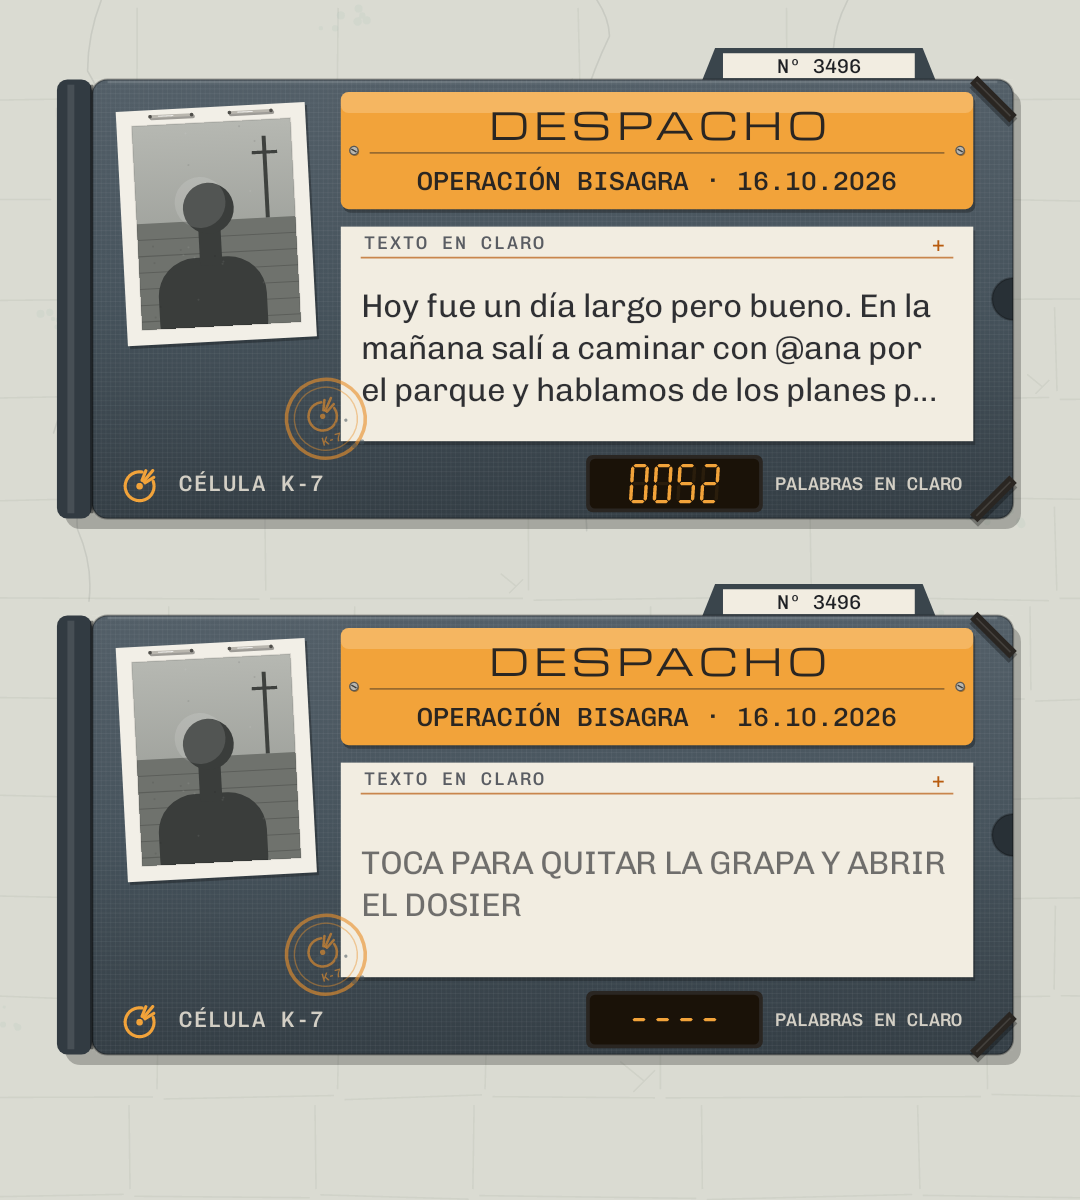 Nº 3496
DESPACHO
OPERACIÓN BISAGRA · 16.10.2026
TEXTO EN CLARO +
Hoy fue un día largo pero bueno. En la
mañana salí a caminar con @ana por
el parque y hablamos de los planes p...
K-7
CÉLULA K-7
0052 PALABRAS EN CLARO
Nº 3496
DESPACHO
OPERACIÓN BISAGRA · 16.10.2026
TEXTO EN CLARO +
TOCA PARA QUITAR LA GRAPA Y ABRIR
EL DOSIER
K-7
CÉLULA K-7
---- PALABRAS EN CLARO